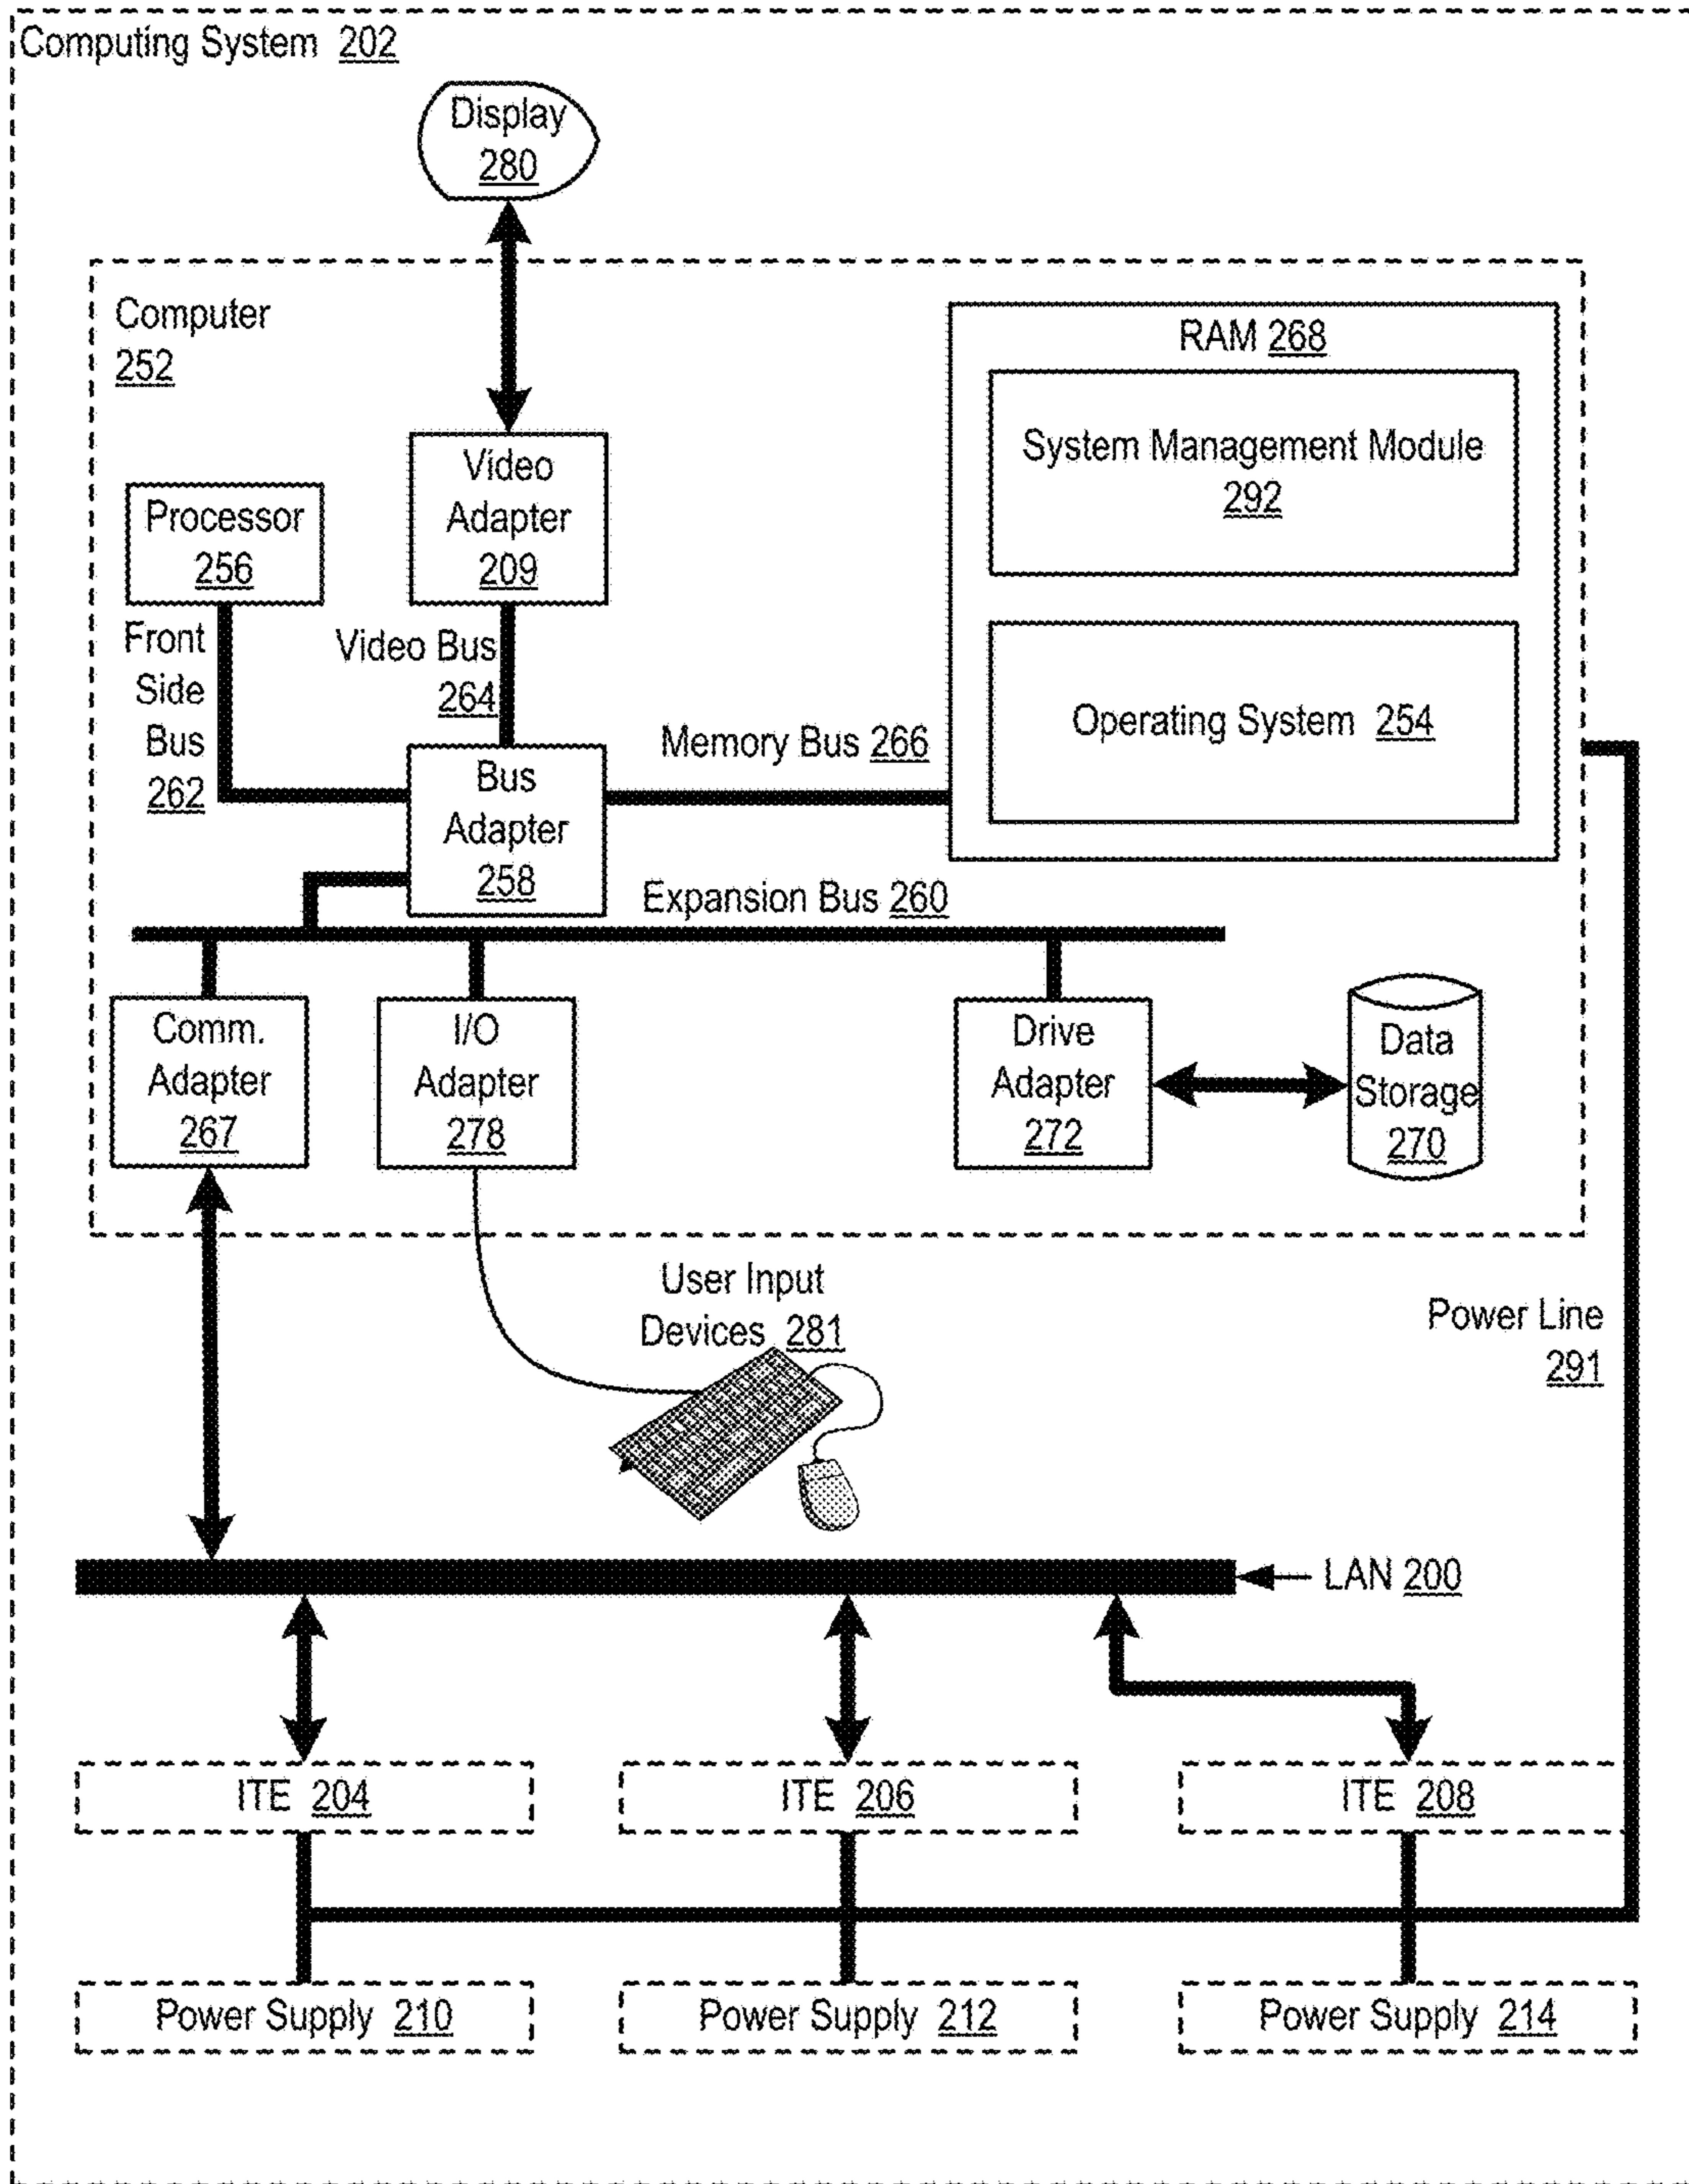 Computing System 202
Display
280
Computer
252
RAM 268
System Management Module
292
Video
Adapter
209
Processor
256
Front
Side
Bus
262
Video Bus
264
Operating System 254
Memory Bus 266
Bus
Adapter
258
Expansion Bus 260
Comm.
Adapter
267
I/O
Adapter
278
Drive
Adapter
272
Data
Storage
270
User Input
Devices 281
Power Line
291
LAN 200
ITE 204
ITE 206
ITE 208
Power Supply 210
Power Supply 212
Power Supply 214